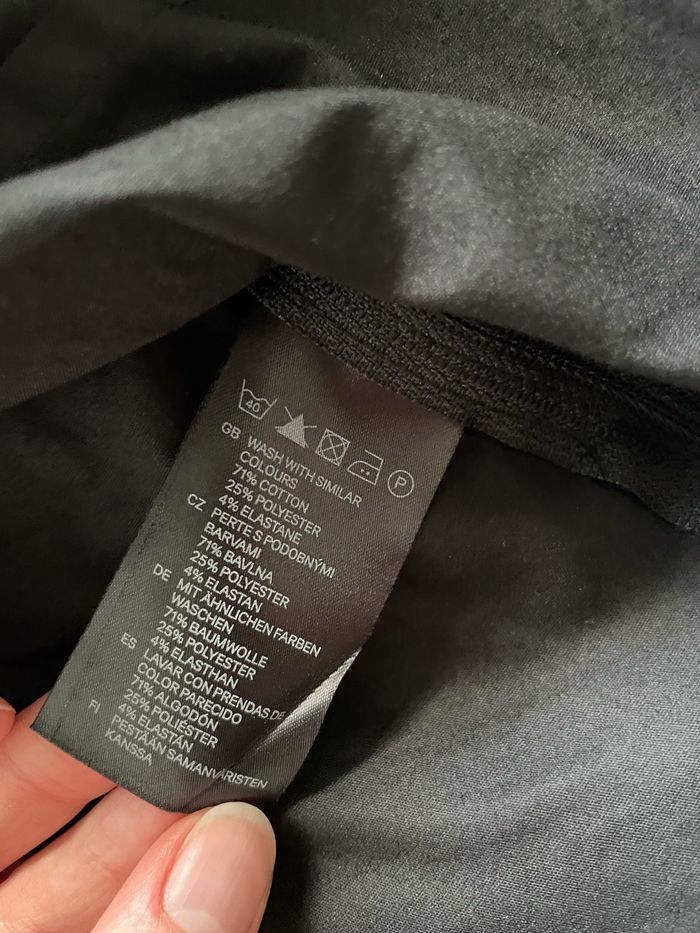 40
P
GB WASH WITH SIMILAR
COLOURS
71% COTTON
25% POLYESTER
4% ELASTANE
CZ PERTE S PODOBNÝMI
BARVAMI
71% BAVLNA
25% POLYESTER
4% ELASTAN
DE MIT ÄHNLICHEN FARBEN
WASCHEN
71% BAUMWOLLE
25% POLYESTER
4% ELASTHAN
ES LAVAR CON PRENDAS DE
COLOR PARECIDO
71% ALGODÓN
25% POLIÉSTER
4% ELASTÁN
FI PESTÄÄN SAMANVÄRISTEN
KANSSA